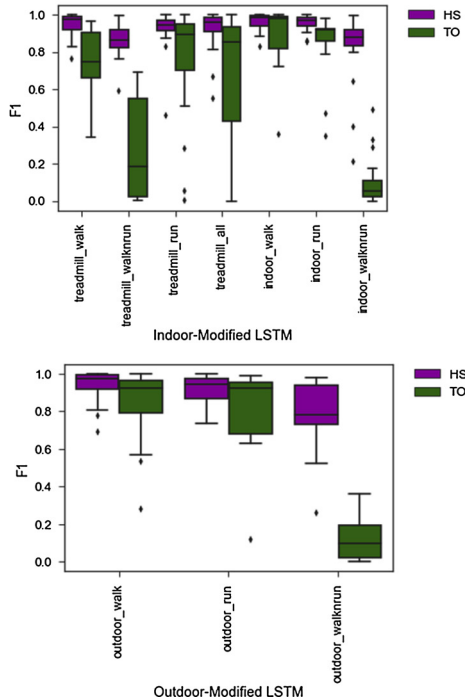 HS
TO
F1
1.0
0.8
0.6
0.4
0.2
0.0
treadmill_walk
treadmill_walknrun
treadmill_run
treadmill_all
indoor_walk
indoor_run
indoor_walknrun
Indoor-Modified LSTM
HS
TO
F1
1.0
0.8
0.6
0.4
0.2
0.0
outdoor_walk
outdoor_run
outdoor_walknrun
Outdoor-Modified LSTM